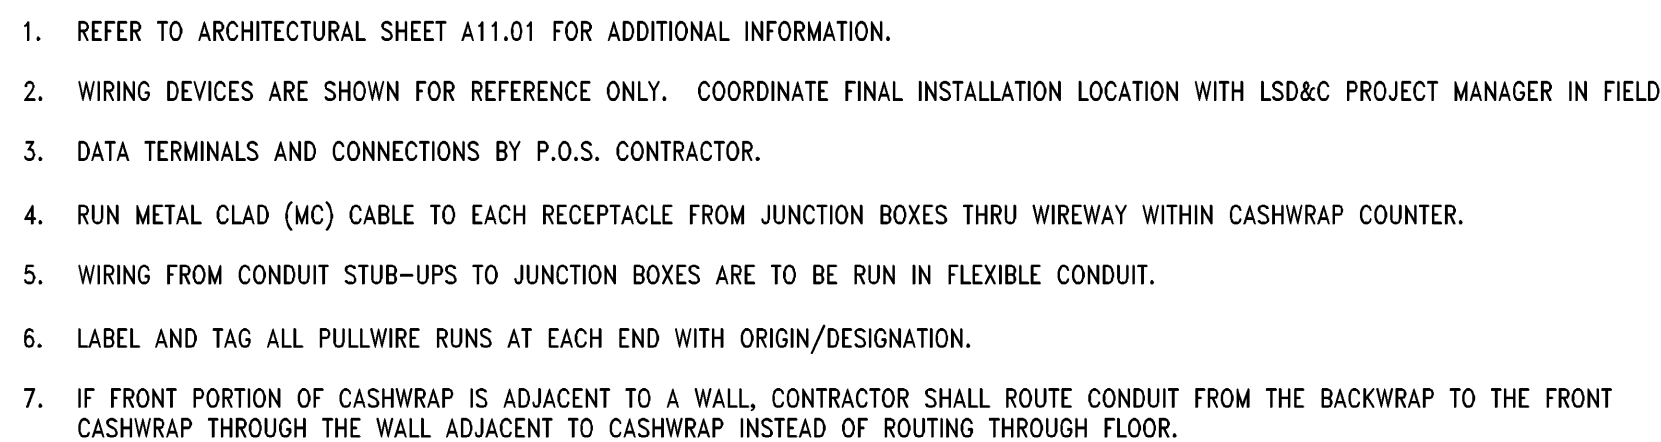 1. REFER TO ARCHITECTURAL SHEET A11.01 FOR ADDITIONAL INFORMATION.
2. WIRING DEVICES ARE SHOWN FOR REFERENCE ONLY. COORDINATE FINAL INSTALLATION LOCATION WITH LSD&C PROJECT MANAGER IN FIELD
3. DATA TERMINALS AND CONNECTIONS BY P.O.S. CONTRACTOR.
4. RUN METAL CLAD (MC) CABLE TO EACH RECEPTACLE FROM JUNCTION BOXES THRU WIREWAY WITHIN CASHWRAP COUNTER.
5. WIRING FROM CONDUIT STUB-UPS TO JUNCTION BOXES ARE TO BE RUN IN FLEXIBLE CONDUIT.
6. LABEL AND TAG ALL PULLWIRE RUNS AT EACH END WITH ORIGIN/DESIGNATION.
7. IF FRONT PORTION OF CASHWRAP IS ADJACENT TO A WALL, CONTRACTOR SHALL ROUTE CONDUIT FROM THE BACKWRAP TO THE FRONT
CASHWRAP THROUGH THE WALL ADJACENT TO CASHWRAP INSTEAD OF ROUTING THROUGH FLOOR.